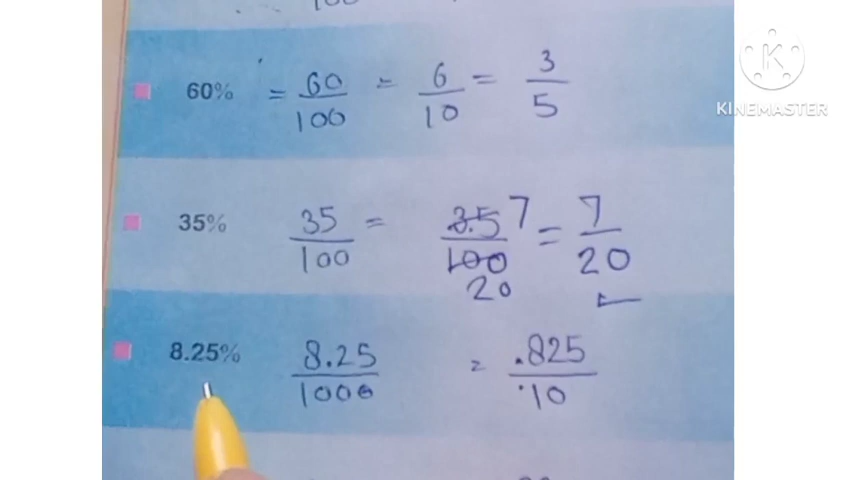 100
60% = 60/100 = 6/10 = 3/5
KINEMASTER
35% 35/100 = 35/100 7 20 = 7/20
8.25% 8.25/1000 = .825/10